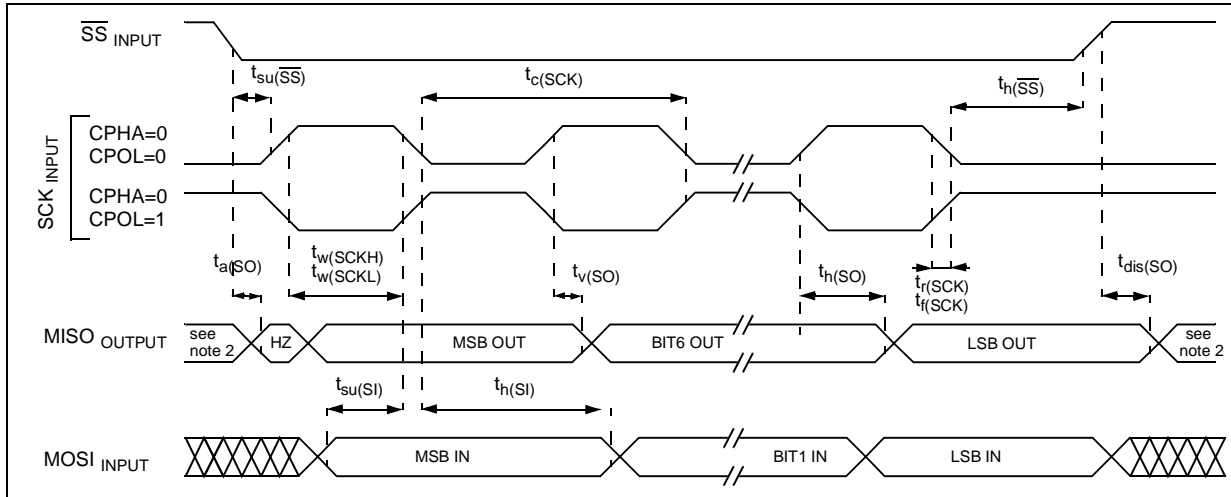 SS INPUT
tsu(SS)
tc(SCK)
th(SS)
SCK INPUT
CPHA=0
CPOL=0
CPHA=0
CPOL=1
ta(SO)
tw(SCKH)
tw(SCKL)
tv(SO)
th(SO)
tr(SCK)
tf(SCK)
tdis(SO)
MISO OUTPUT
see
note 2
HZ
MSB OUT
BIT6 OUT
LSB OUT
see
note 2
tsu(SI)
th(SI)
MOSI INPUT
MSB IN
BIT1 IN
LSB IN